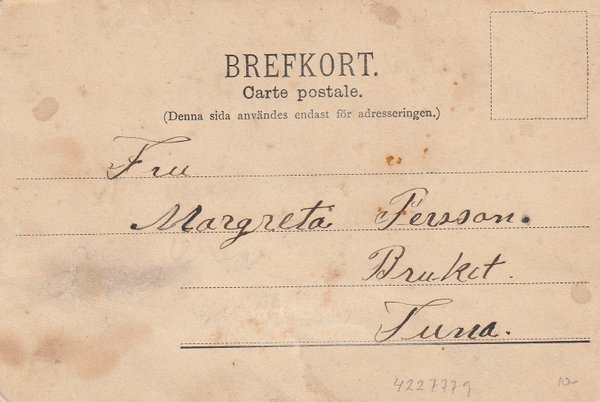 BREFKORT.
Carte postale.
(Denna sida användes endast för adresseringen.)
Fru
Margreta Persson.
Bruket.
Tuna.
4227779
10